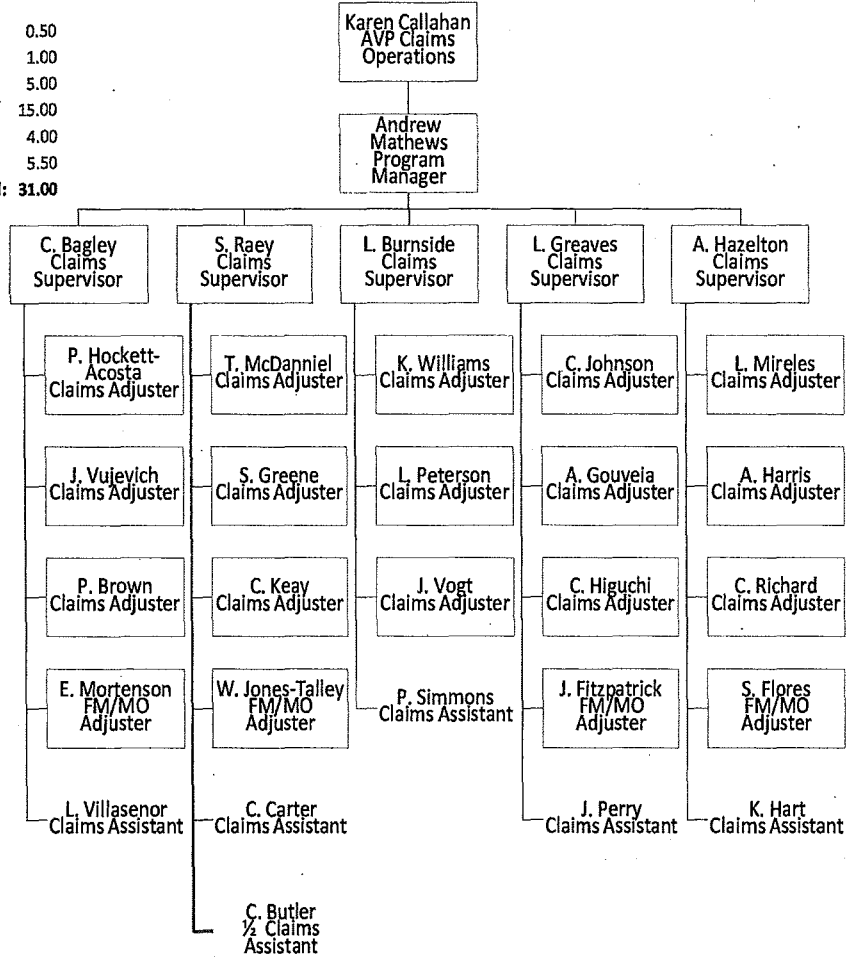 0.50
1.00
5.00
15.00
4.00
5.50
31.00
Karen Callahan
AVP Claims
Operations
Andrew
Mathews
Program
Manager
C. Bagley
Claims
Supervisor
S. Raey
Claims
Supervisor
L. Burnside
Claims
Supervisor
L. Greaves
Claims
Supervisor
A. Hazelton
Claims
Supervisor
P. Hockett-
Acosta
Claims Adjuster
T. McDanniel
Claims Adjuster
K. Williams
Claims Adjuster
C. Johnson
Claims Adjuster
L. Mireles
Claims Adjuster
J. Vujevich
Claims Adjuster
S. Greene
Claims Adjuster
L. Peterson
Claims Adjuster
A. Gouveia
Claims Adjuster
A. Harris
Claims Adjuster
P. Brown
Claims Adjuster
C. Keay
Claims Adjuster
J. Vogt
Claims Adjuster
C. Higuchi
Claims Adjuster
C. Richard
Claims Adjuster
E. Mortenson
FM/MO
Adjuster
W. Jones-Talley
FM/MO
Adjuster
P. Simmons
Claims Assistant
J. Fitzpatrick
FM/MO
Adjuster
S. Flores
FM/MO
Adjuster
L. Villasenor
Claims Assistant
C. Carter
Claims Assistant
J. Perry
Claims Assistant
K. Hart
Claims Assistant
C. Butler
½ Claims
Assistant